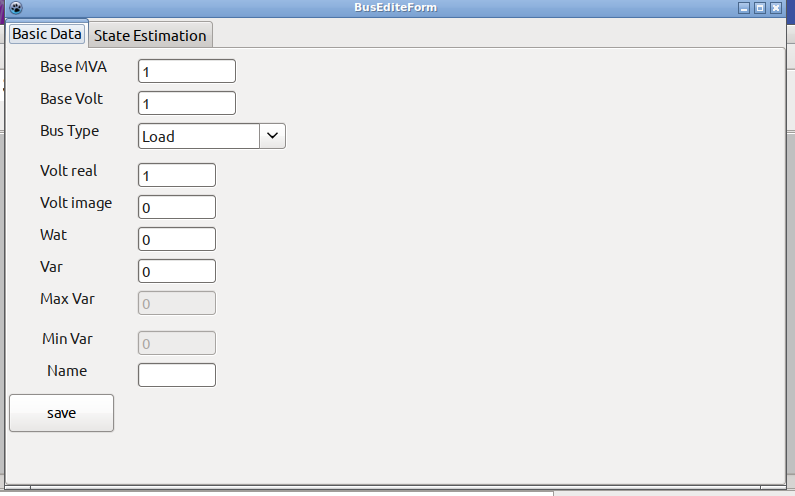 BusEditeForm
Basic Data State Estimation
Base MVA 1
Base Volt 1
Bus Type Load
Volt real 1
Volt image 0
Wat 0
Var 0
Max Var 0
Min Var 0
Name
save